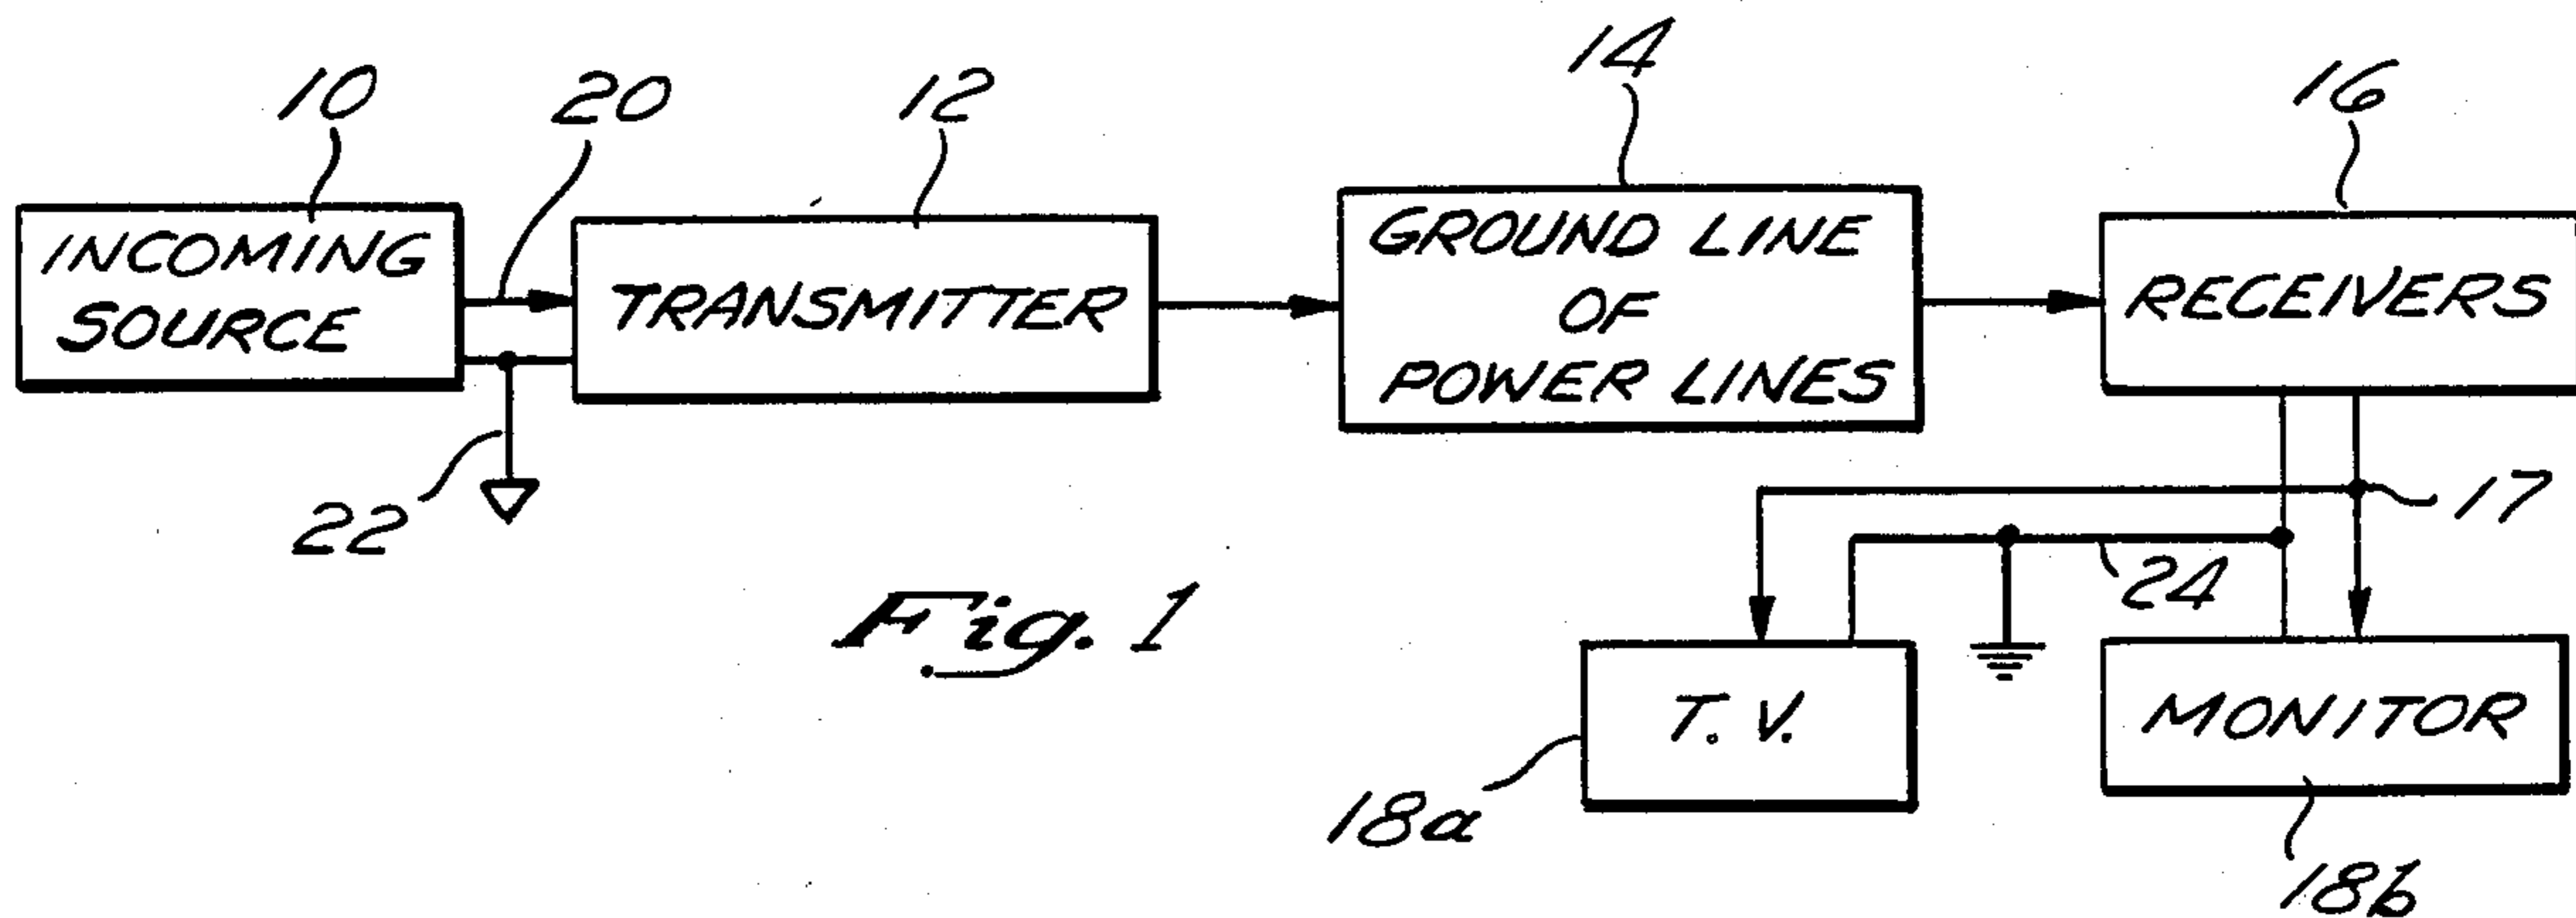 10
20
12
14
16
INCOMING
SOURCE
TRANSMITTER
GROUND LINE
OF
POWER LINES
RECEIVERS
22
17
24
Fig. 1
T. V.
MONITOR
18a
18b